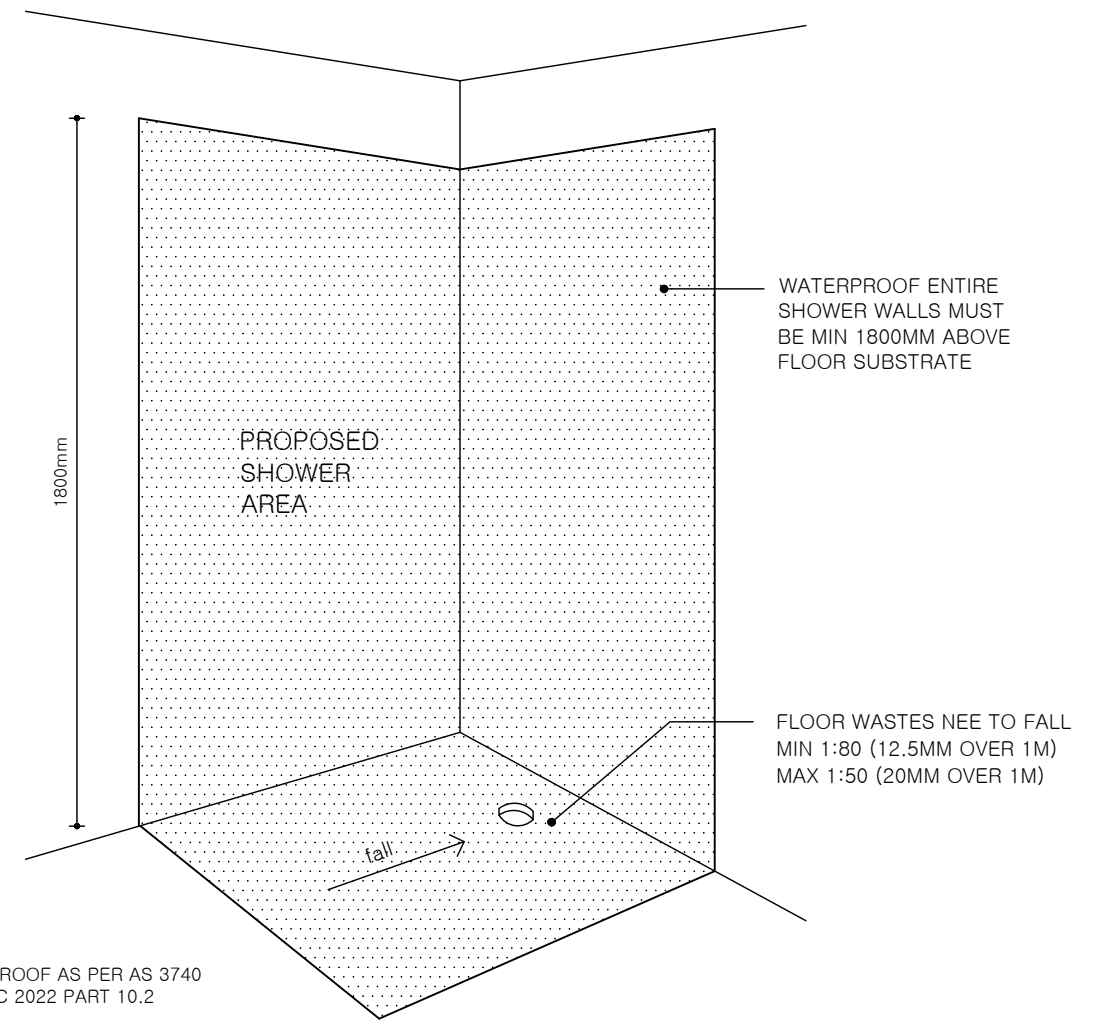 WATERPROOF ENTIRE
SHOWER WALLS MUST
BE MIN 1800MM ABOVE
FLOOR SUBSTRATE
PROPOSED
SHOWER
AREA
1800mm
FLOOR WASTES NEE TO FALL
MIN 1:80 (12.5MM OVER 1M)
MAX 1:50 (20MM OVER 1M)
fall
ROOF AS PER AS 3740
C 2022 PART 10.2